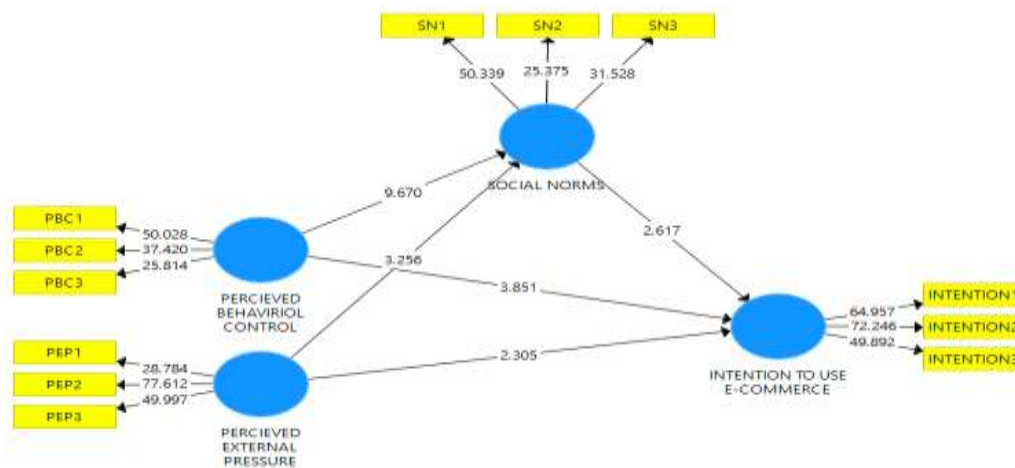 SN1
SN2
SN3
50.339
25.375
31.528
SOCIAL NORMS
9.670
2.617
PBC1
PBC2
PBC3
50.028
37.420
25.814
3.256
PERCIEVED
BEHAVIRIOL
CONTROL
3.851
INTENTION1
INTENTION2
INTENTION3
64.957
72.246
49.892
2.305
INTENTION TO USE
E-COMMERCE
PEP1
PEP2
PEP3
28.784
77.612
49.997
PERCIEVED
EXTERNAL
PRESSURE